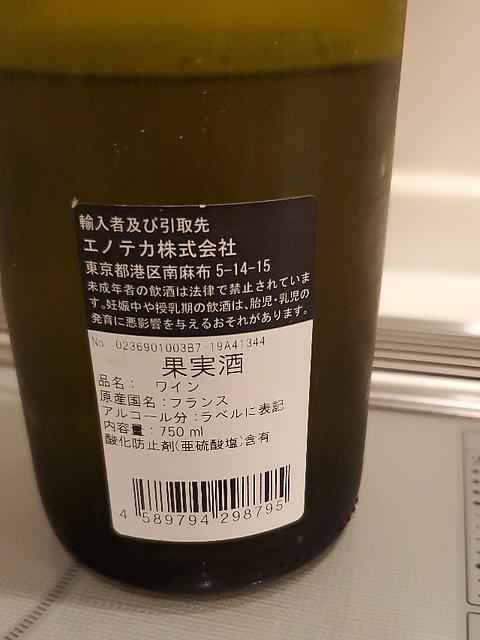 輸入者及び引取先
エノテカ株式会社
東京都港区南麻布 5-14-15
未成年者の飲酒は法律で禁止されていま
す。妊娠中や授乳期の飲酒は、胎児・乳児の
発育に悪影響を与えるおそれがあります。
No. 0236901003B7-19A41344
果実酒
品名： ワイン
原産国名：フランス
アルコール分：ラベルに表記
内容量：750 ml
酸化防止剤(亜硫酸塩)含有
4 589794 298795